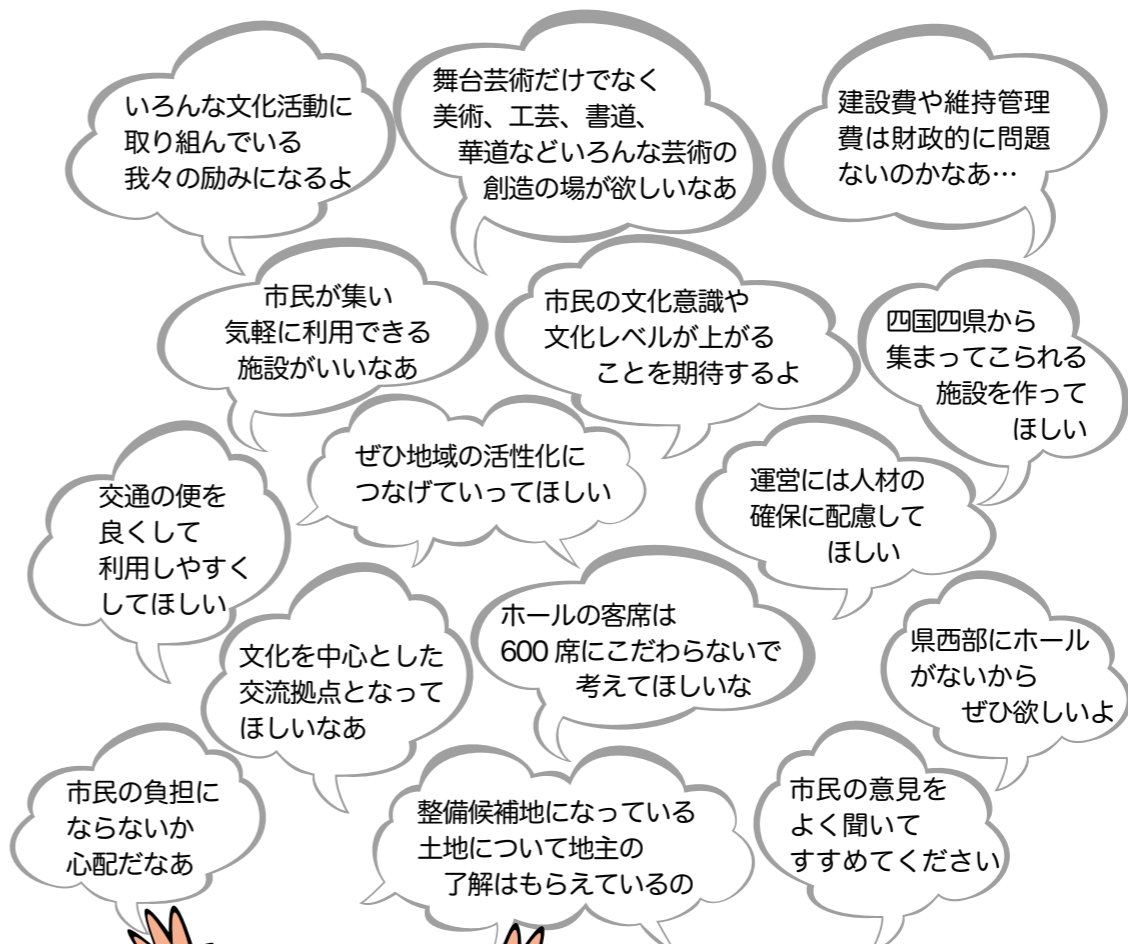 いろんな文化活動に
取り組んでいる
我々の励みになるよ
舞台芸術だけでなく
美術、工芸、書道、
華道などいろんな芸術の
創造の場が欲しいなあ
建設費や維持管理
費は財政的に問題
ないのかなあ…
市民が集い
気軽に利用できる
施設がいいなあ
市民の文化意識や
文化レベルが上がる
ことを期待するよ
四国四県から
集まってこられる
施設を作って
ほしい
交通の便を
良くして
利用しやすく
してほしい
ぜひ地域の活性化に
つなげていってほしい
運営には人材の
確保に配慮して
ほしい
文化を中心とした
交流拠点となって
ほしいなあ
ホールの客席は
600 席にこだわらないで
考えてほしいな
県西部にホール
がないから
ぜひ欲しいよ
市民の負担に
ならないか
心配だなあ
整備候補地になっている
土地について地主の
了解はもらえているの
市民の意見を
よく聞いて
すすめてください